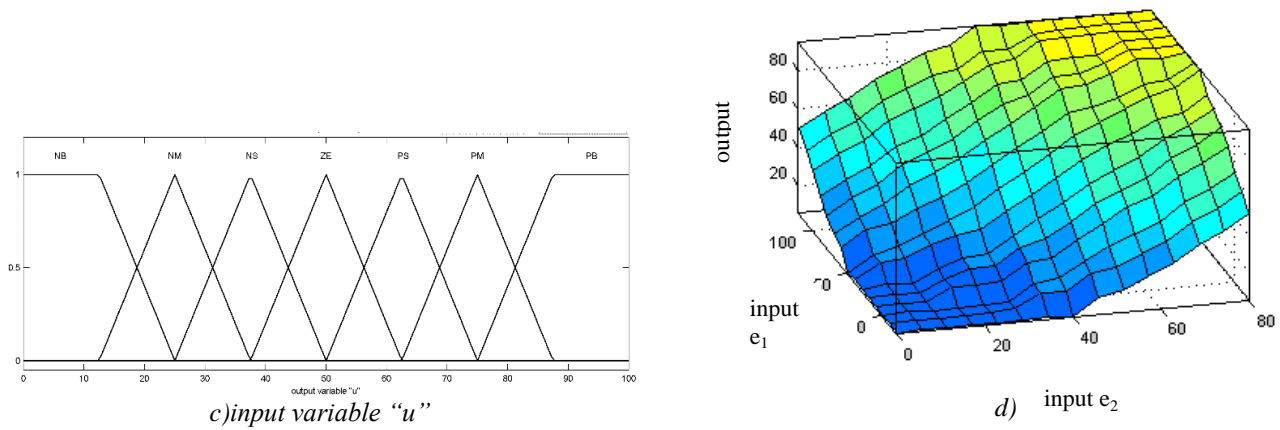 NB NM NS ZE PS PM PB
1
0.5
0
0 10 20 30 40 50 60 70 80 90 100
output variable "u"
c)input variable “u”
output
80
60
40
20
100
0
0
20
40
60
80
input
e₁
input e₂
d)